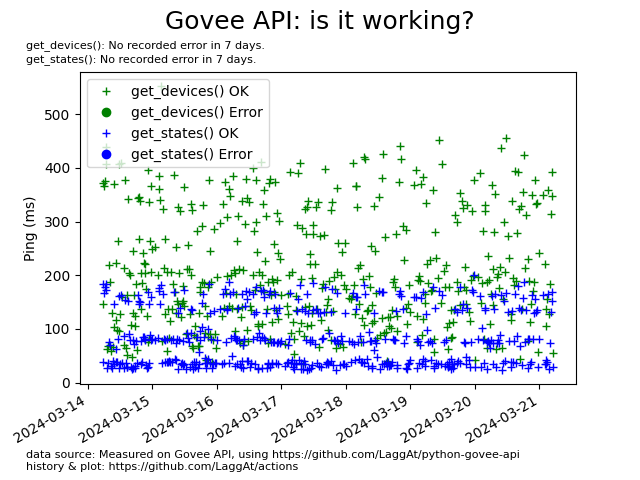 Govee API: is it working?
get_devices(): No recorded error in 7 days.
get_states(): No recorded error in 7 days.
get_devices() OK
get_devices() Error
get_states() OK
get_states() Error
Ping (ms)
500
400
300
200
100
0
2024-03-14
2024-03-15
2024-03-16
2024-03-17
2024-03-18
2024-03-19
2024-03-20
2024-03-21
data source: Measured on Govee API, using https://github.com/LaggAt/python-govee-api
history & plot: https://github.com/LaggAt/actions